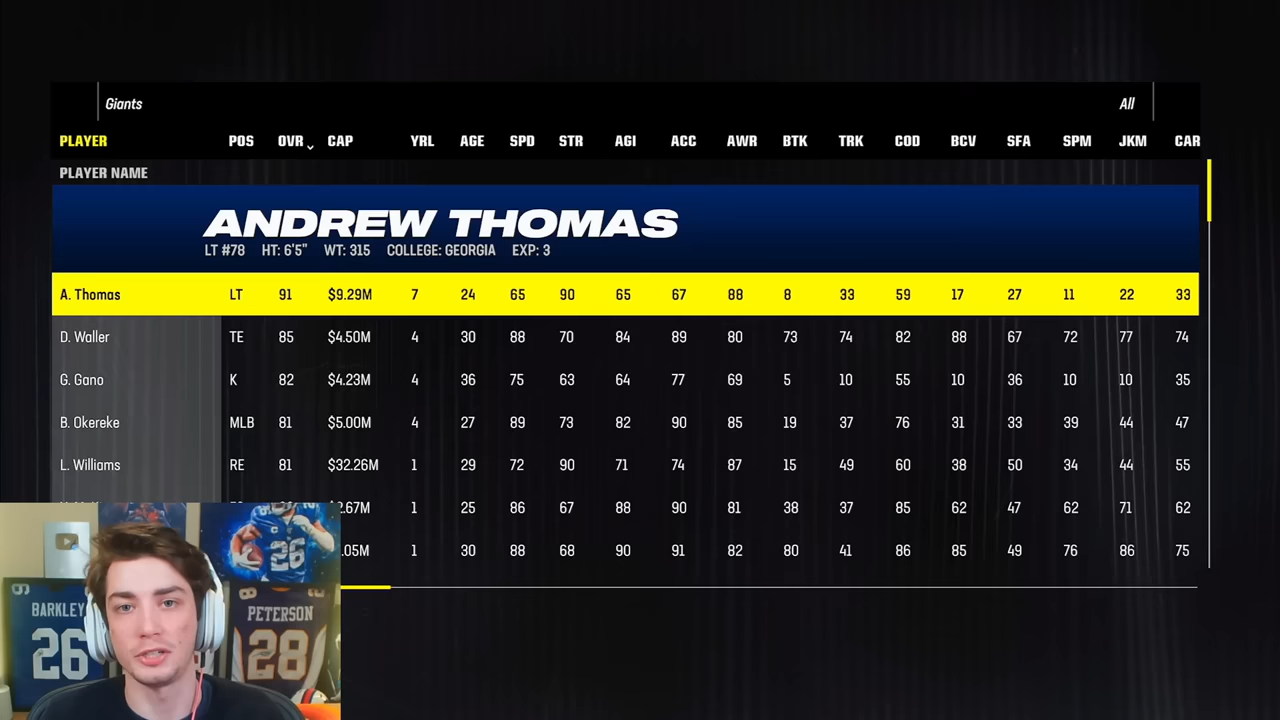 Giants All
PLAYER POS OVR CAP YRL AGE SPD STR AGI ACC AWR BTK TRK COD BCV SFA SPM JKM CAR
PLAYER NAME
ANDREW THOMAS
LT #78 HT: 6'5" WT: 315 COLLEGE: GEORGIA EXP: 3
A. Thomas LT 91 $9.29M 7 24 65 90 65 67 88 8 33 59 17 27 11 22 33
D. Waller TE 85 $4.50M 4 30 88 70 84 89 80 73 74 82 88 67 72 77 74
G. Gano K 82 $4.23M 4 36 75 63 64 77 69 5 10 55 10 36 10 10 35
B. Okereke MLB 81 $5.00M 4 27 89 73 82 90 85 19 37 76 31 33 39 44 47
L. Williams RE 81 $32.26M 1 29 72 90 71 74 87 15 49 60 38 50 34 44 55
.67M 1 25 86 67 88 90 81 38 37 85 62 47 62 71 62
.05M 1 30 88 68 90 91 82 80 41 86 85 49 76 86 75
26
BARKLEY
26
PETERSON
28